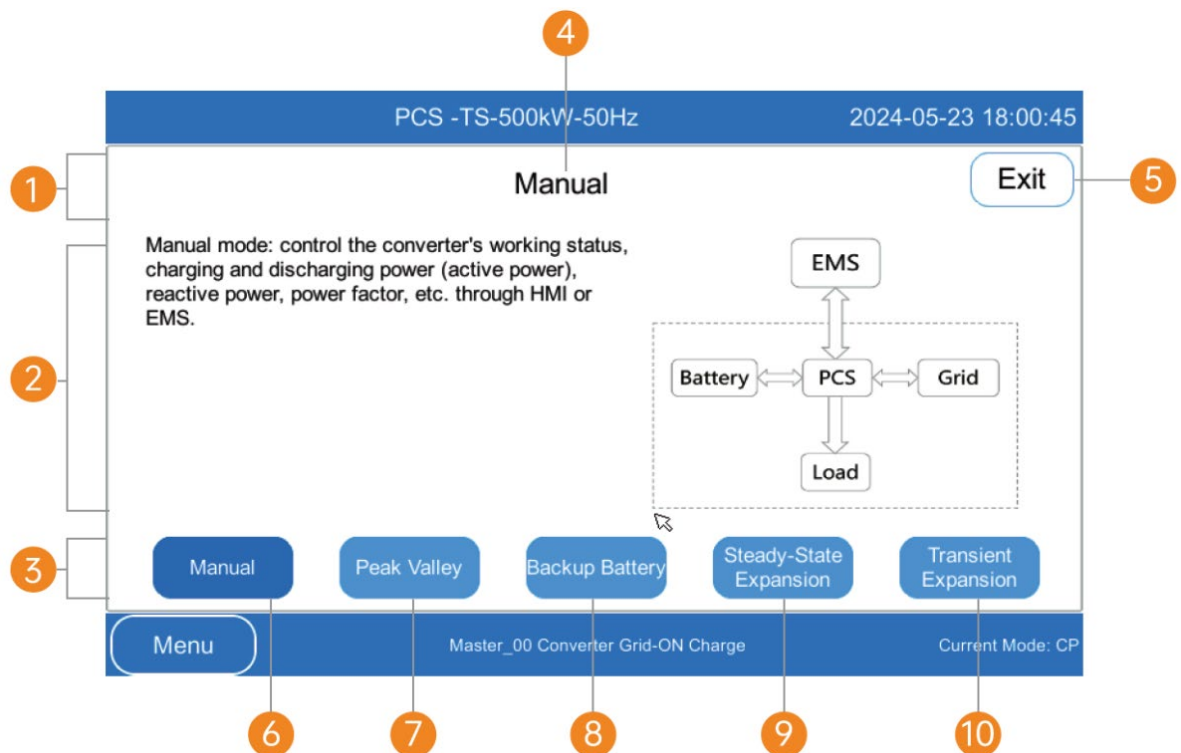 4
PCS -TS-500kW-50Hz 2024-05-23 18:00:45
1
Manual
Exit
5
Manual mode: control the converter's working status,
charging and discharging power (active power),
reactive power, power factor, etc. through HMI or
EMS.
EMS
2
Battery
PCS
Grid
Load
3
Manual
Peak Valley
Backup Battery
Steady-State
Expansion
Transient
Expansion
Menu
Master_00 Converter Grid-ON Charge
Current Mode: CP
6
7
8
9
10